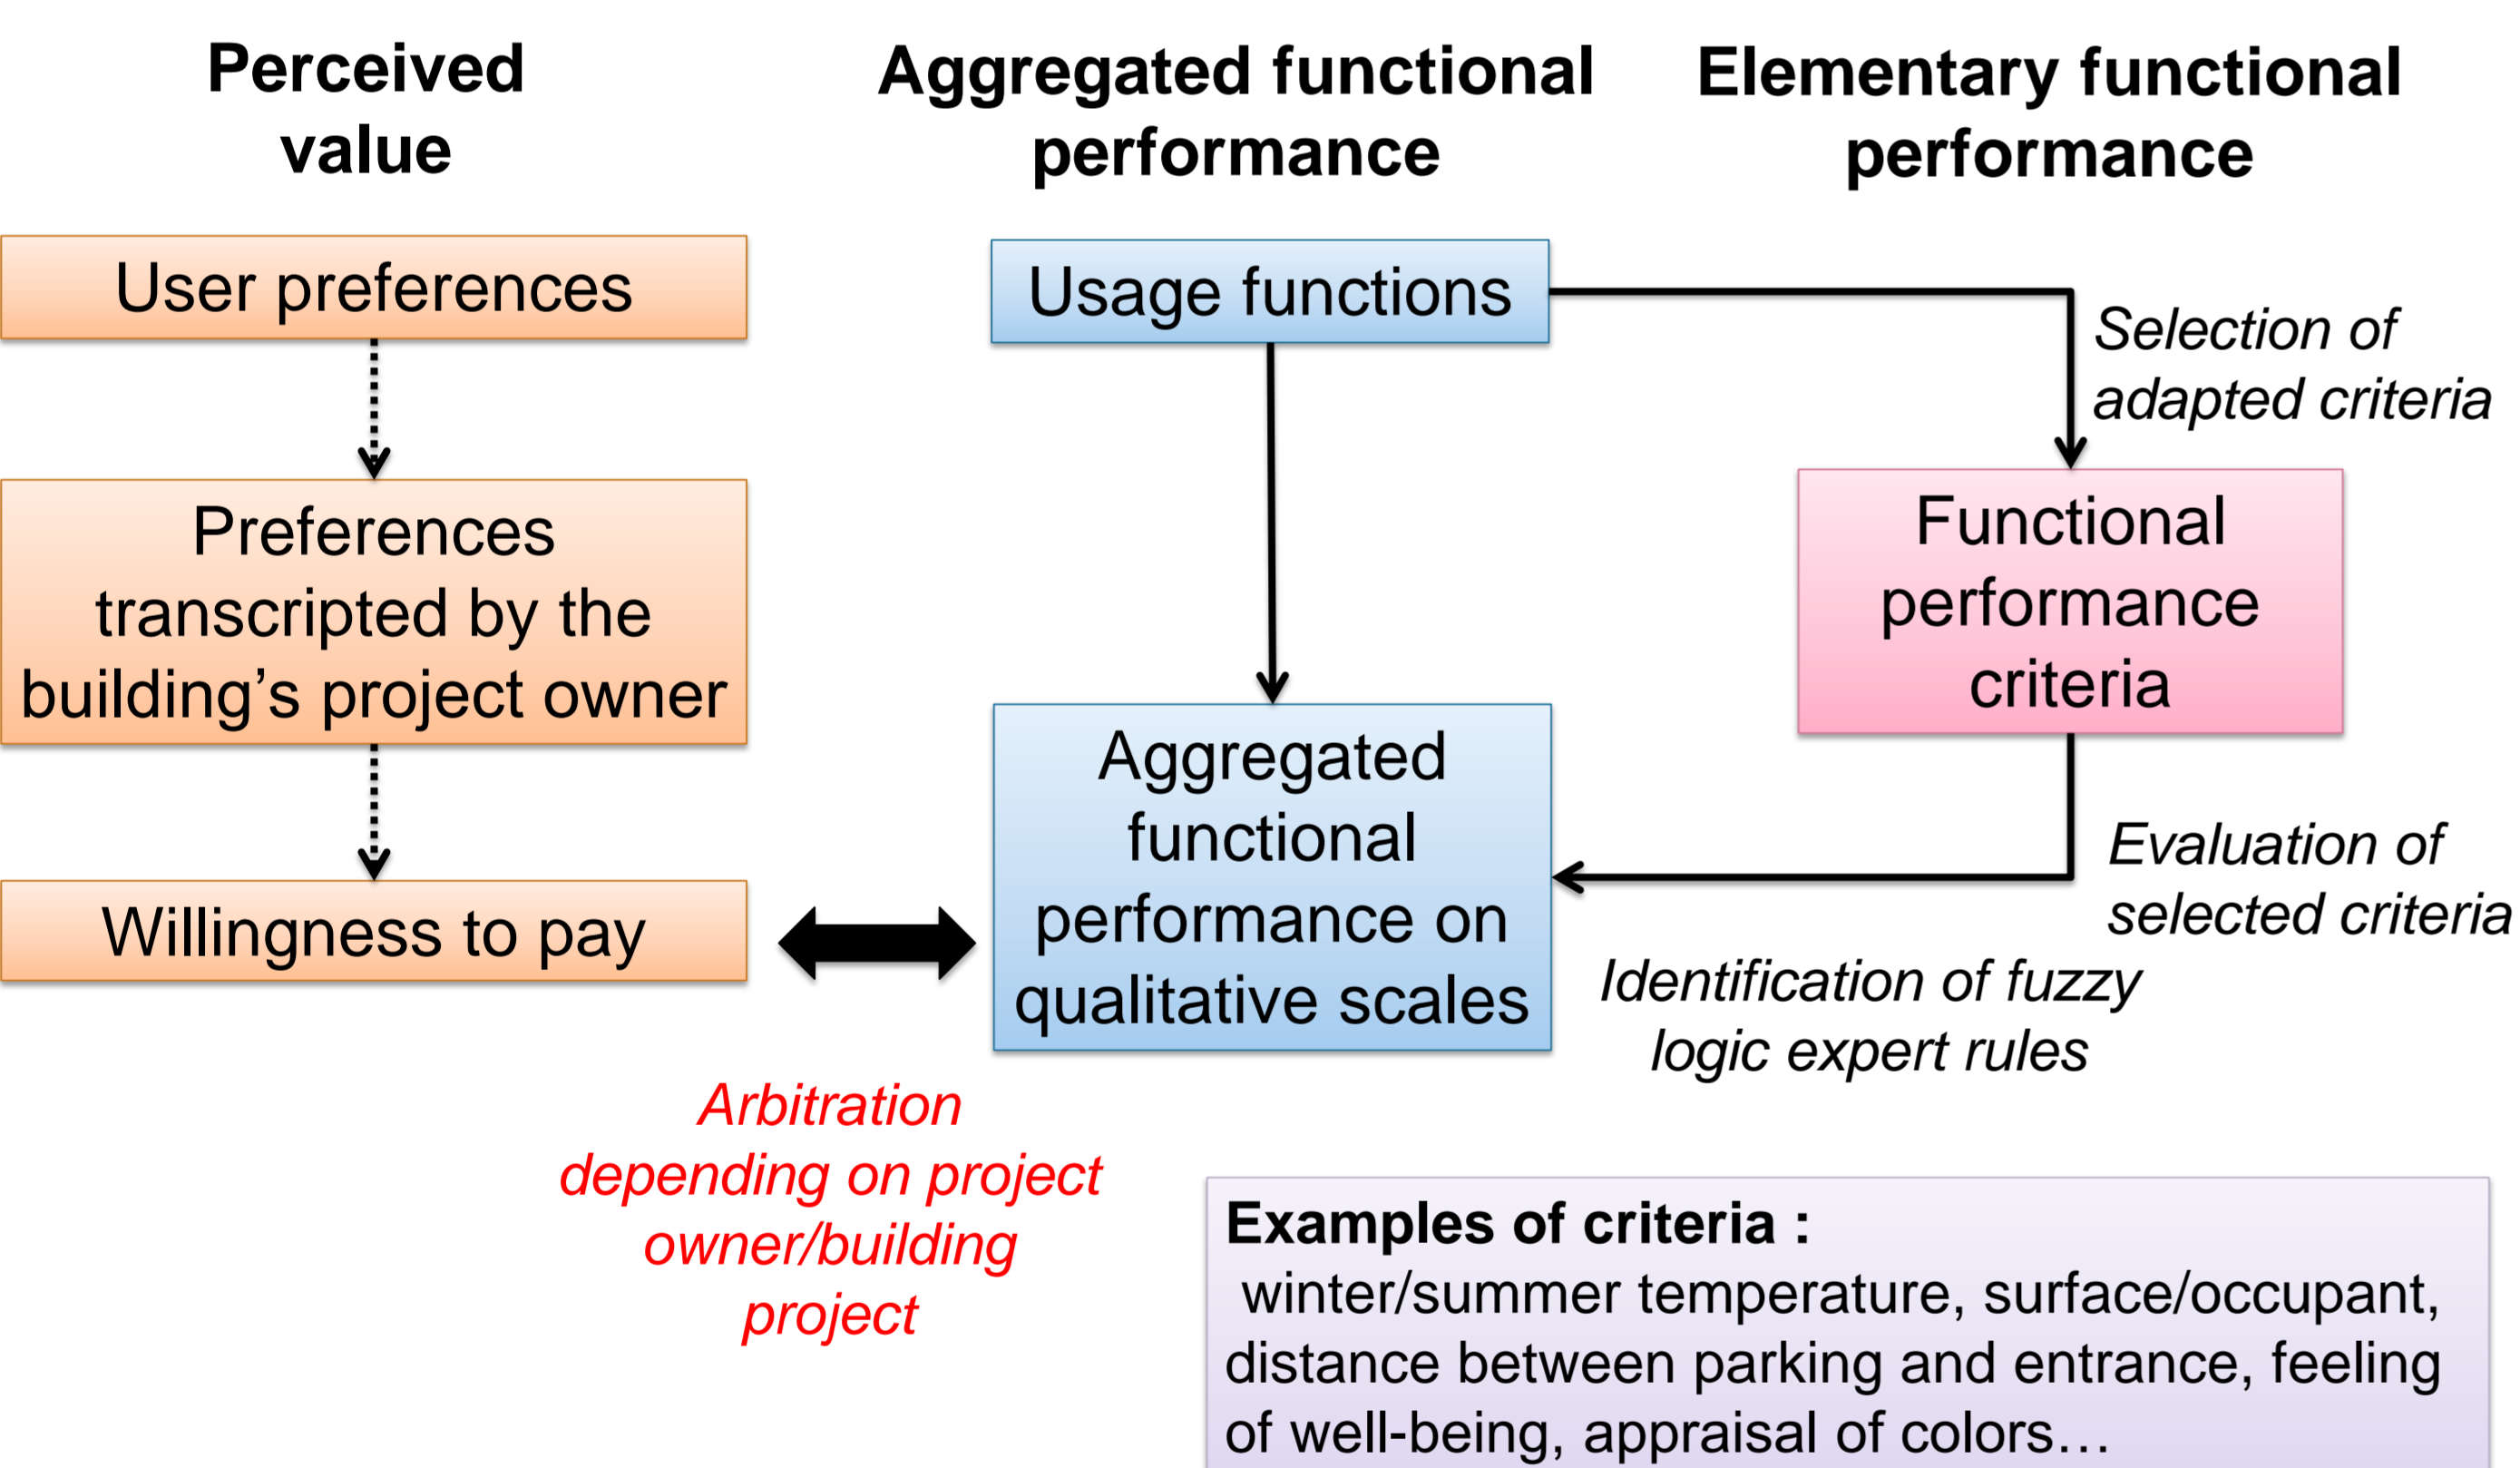 Perceived
value
Aggregated functional
performance
Elementary functional
performance
User preferences
Preferences
transcripted by the
building’s project owner
Willingness to pay
Usage functions
Aggregated
functional
performance on
qualitative scales
Selection of
adapted criteria
Functional
performance
criteria
Evaluation of
selected criteria
Identification of fuzzy
logic expert rules
Arbitration
depending on project
owner/building
project
Examples of criteria :
winter/summer temperature, surface/occupant,
distance between parking and entrance, feeling
of well-being, appraisal of colors…